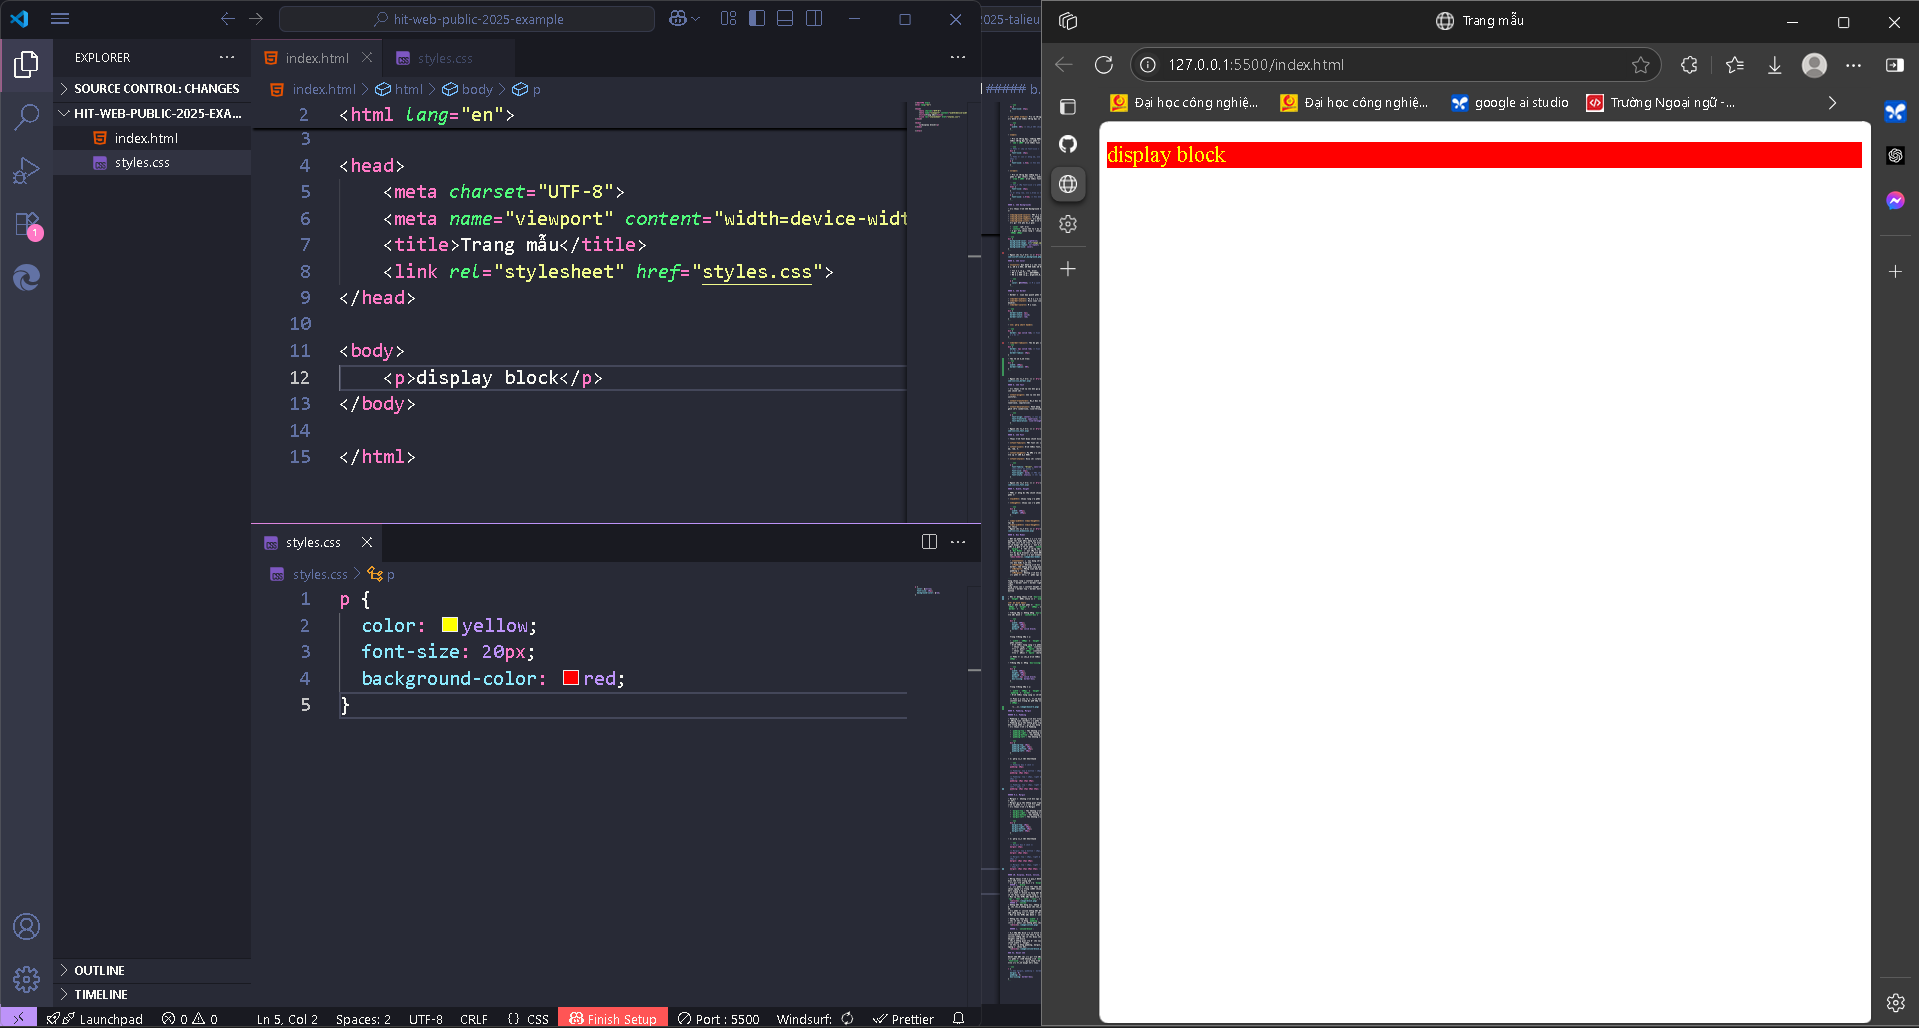 hit-web-public-2025-example
2025-talieu
Trang mẫu
EXPLORER
SOURCE CONTROL: CHANGES
HIT-WEB-PUBLIC-2025-EXA...
index.html
styles.css
1
OUTLINE
TIMELINE
index.html
styles.css
index.html > html > body > p
##### b.
2 <html lang="en">
3
4 <head>
5 <meta charset="UTF-8">
6 <meta name="viewport" content="width=device-widt
7 <title>Trang mẫu</title>
8 <link rel="stylesheet" href="styles.css">
9 </head>
10
11 <body>
12 <p>display block</p>
13 </body>
14
15 </html>
styles.css
styles.css > p
1 p {
2 color: yellow;
3 font-size: 20px;
4 background-color: red;
5 }
Launchpad 0 0 Ln 5, Col 2 Spaces: 2 UTF-8 CRLF {} CSS Finish Setup Port : 5500 Windsurf: Prettier
127.0.0.1:5500/index.html
Đại học công nghiệ...
Đại học công nghiệ...
google ai studio
Trường Ngoại ngữ -...
display block